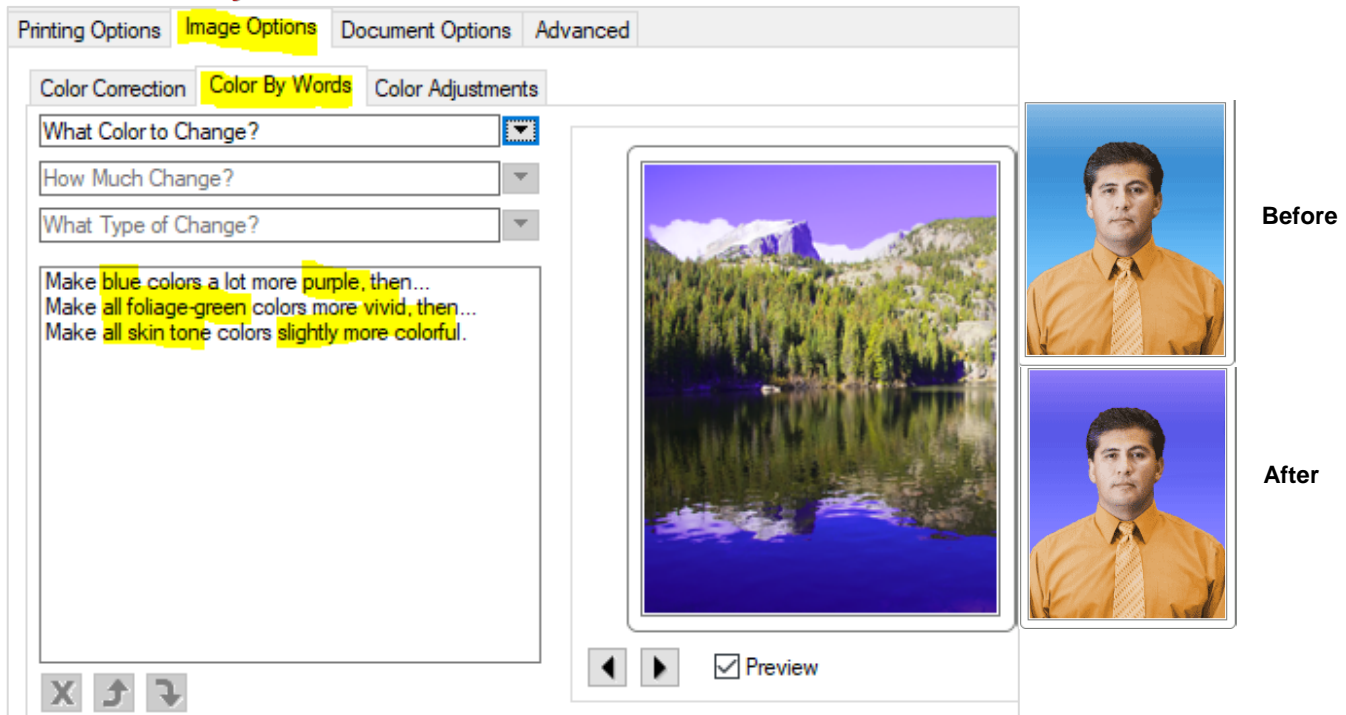 Printing Options Image Options Document Options Advanced
Color Correction Color By Words Color Adjustments
What Color to Change?
How Much Change?
What Type of Change?
Make blue colors a lot more purple, then...
Make all foliage-green colors more vivid, then...
Make all skin tone colors slightly more colorful.
X
Preview
Before
After